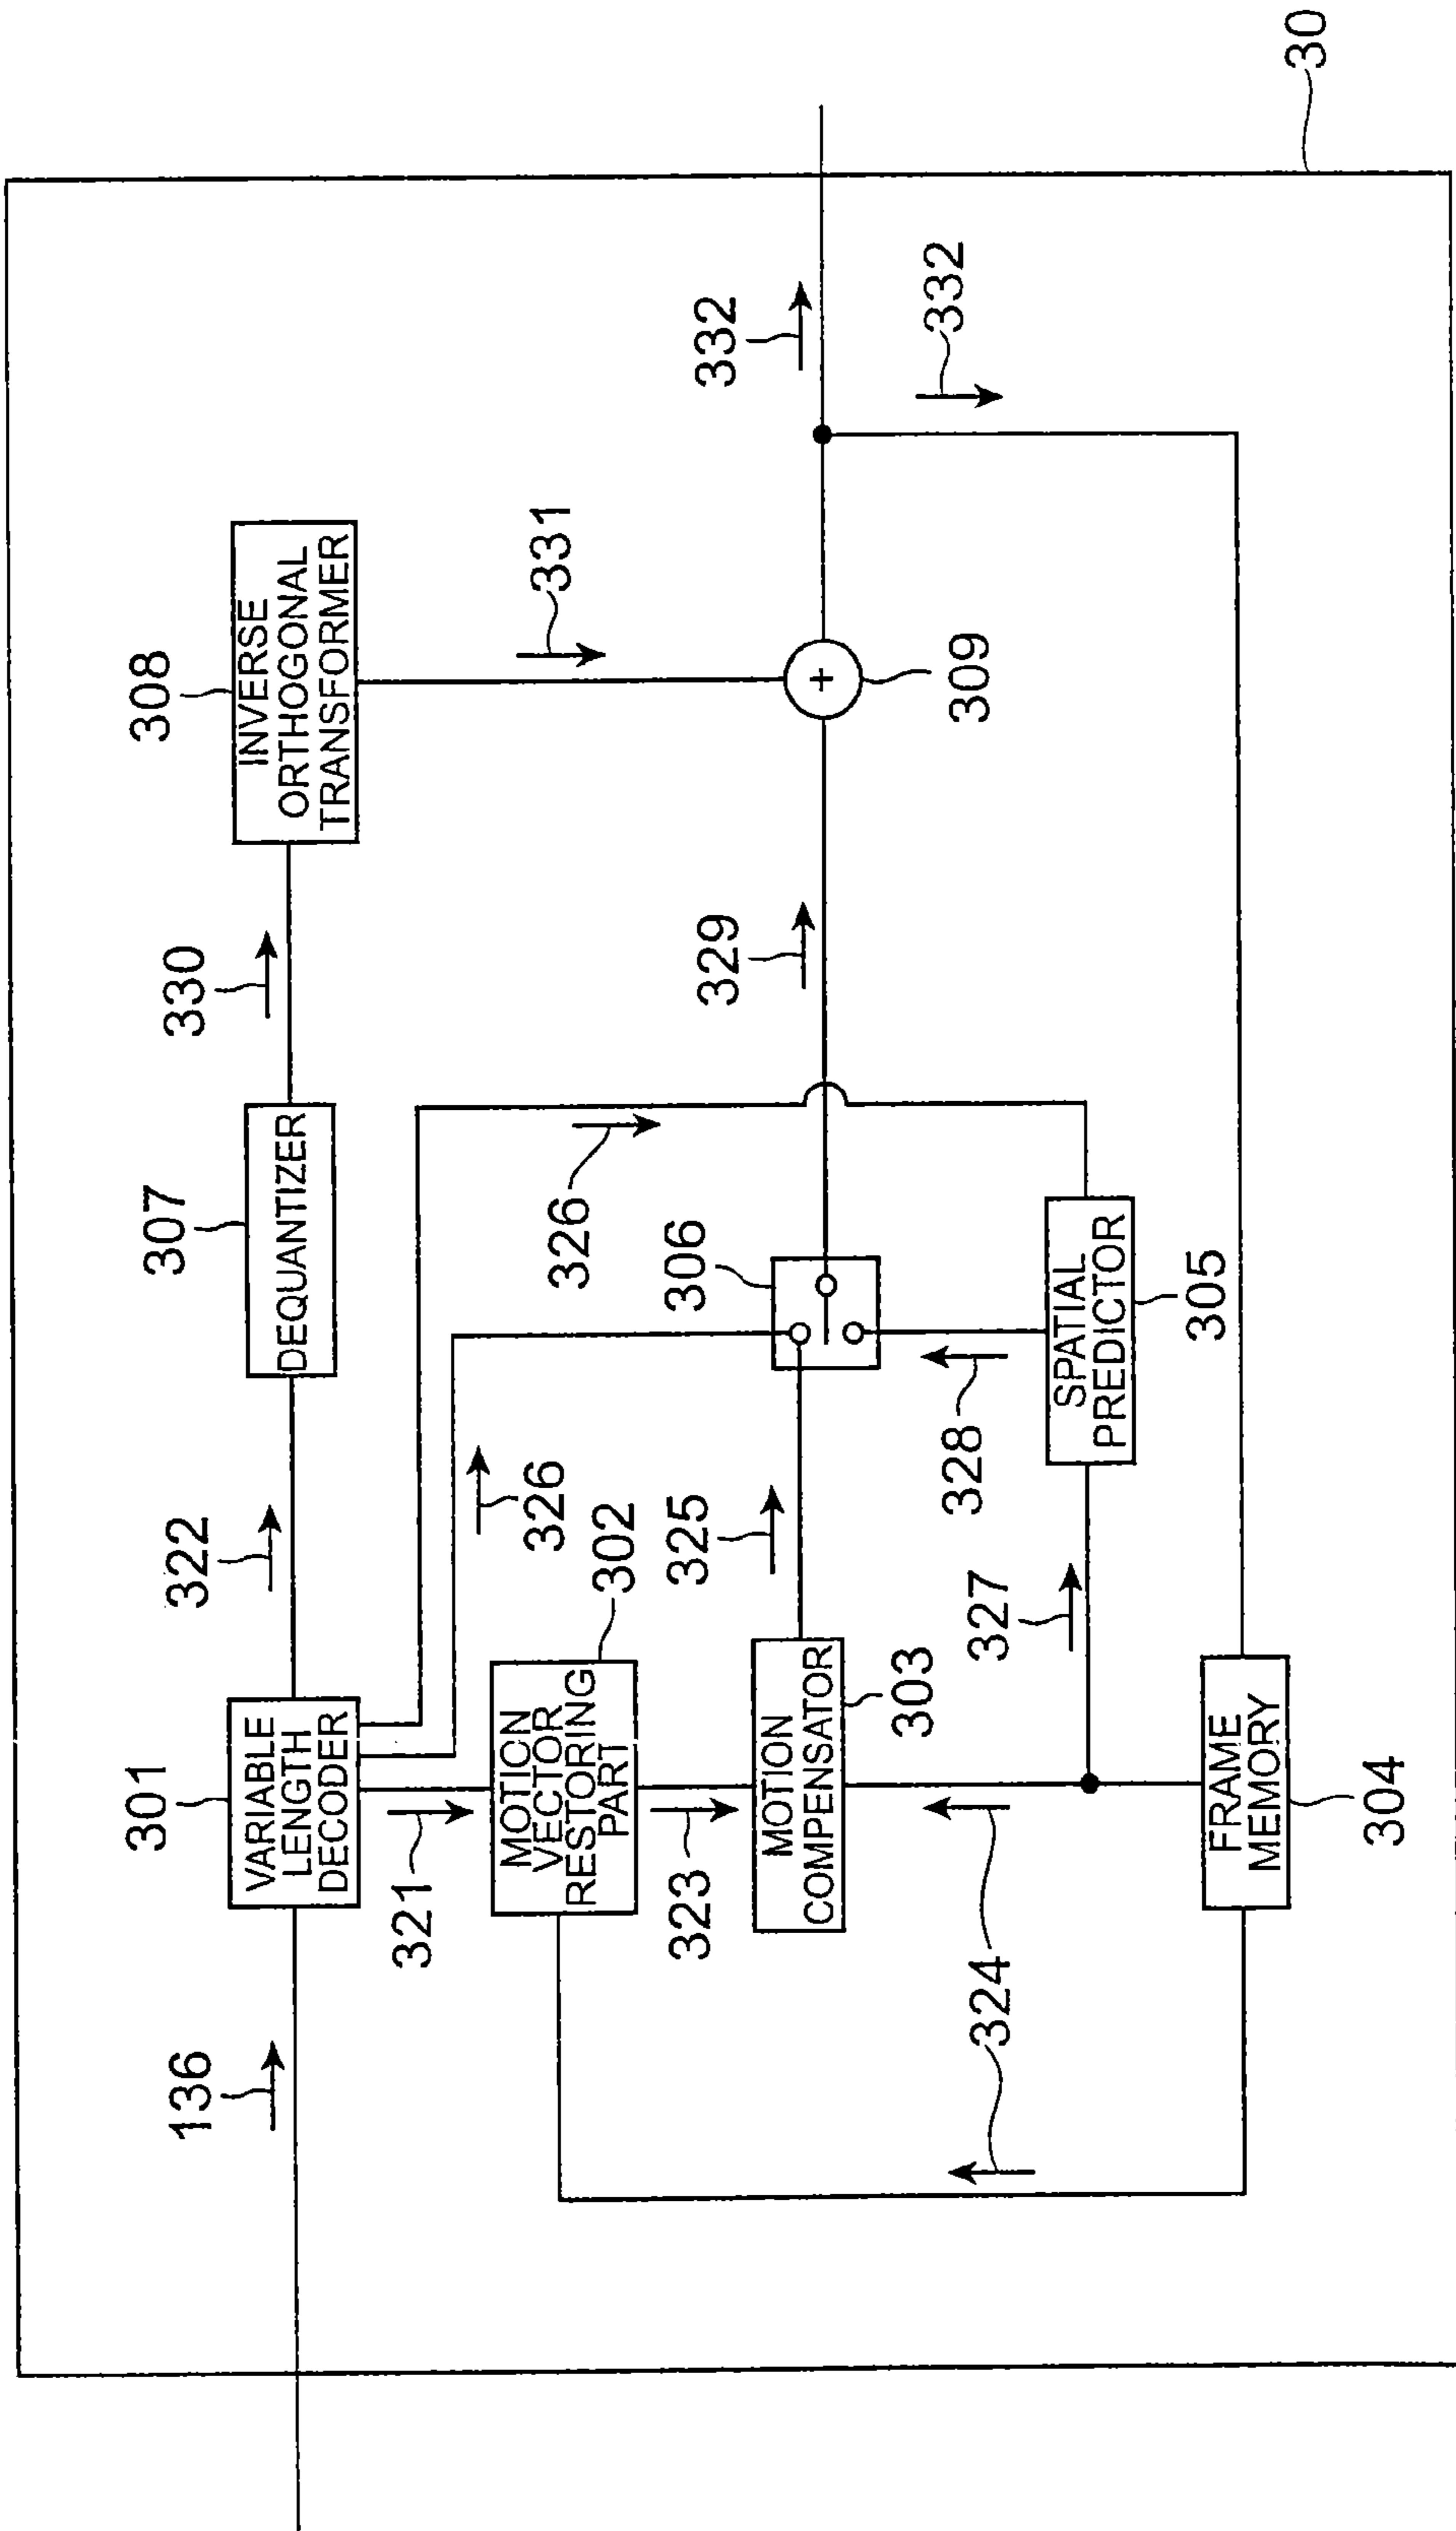 30
301
VARIABLE
LENGTH
DECODER
136
322
307
DEQUANTIZER
330
308
INVERSE
ORTHOGONAL
TRANSFORMER
331
321
MOTION
VECTOR
RESTORING
PART
302
326
326
323
MOTION
COMPENSATOR
303
325
306
329
+
309
332
332
324
327
328
SPATIAL
PREDICTOR
305
FRAME
MEMORY
304